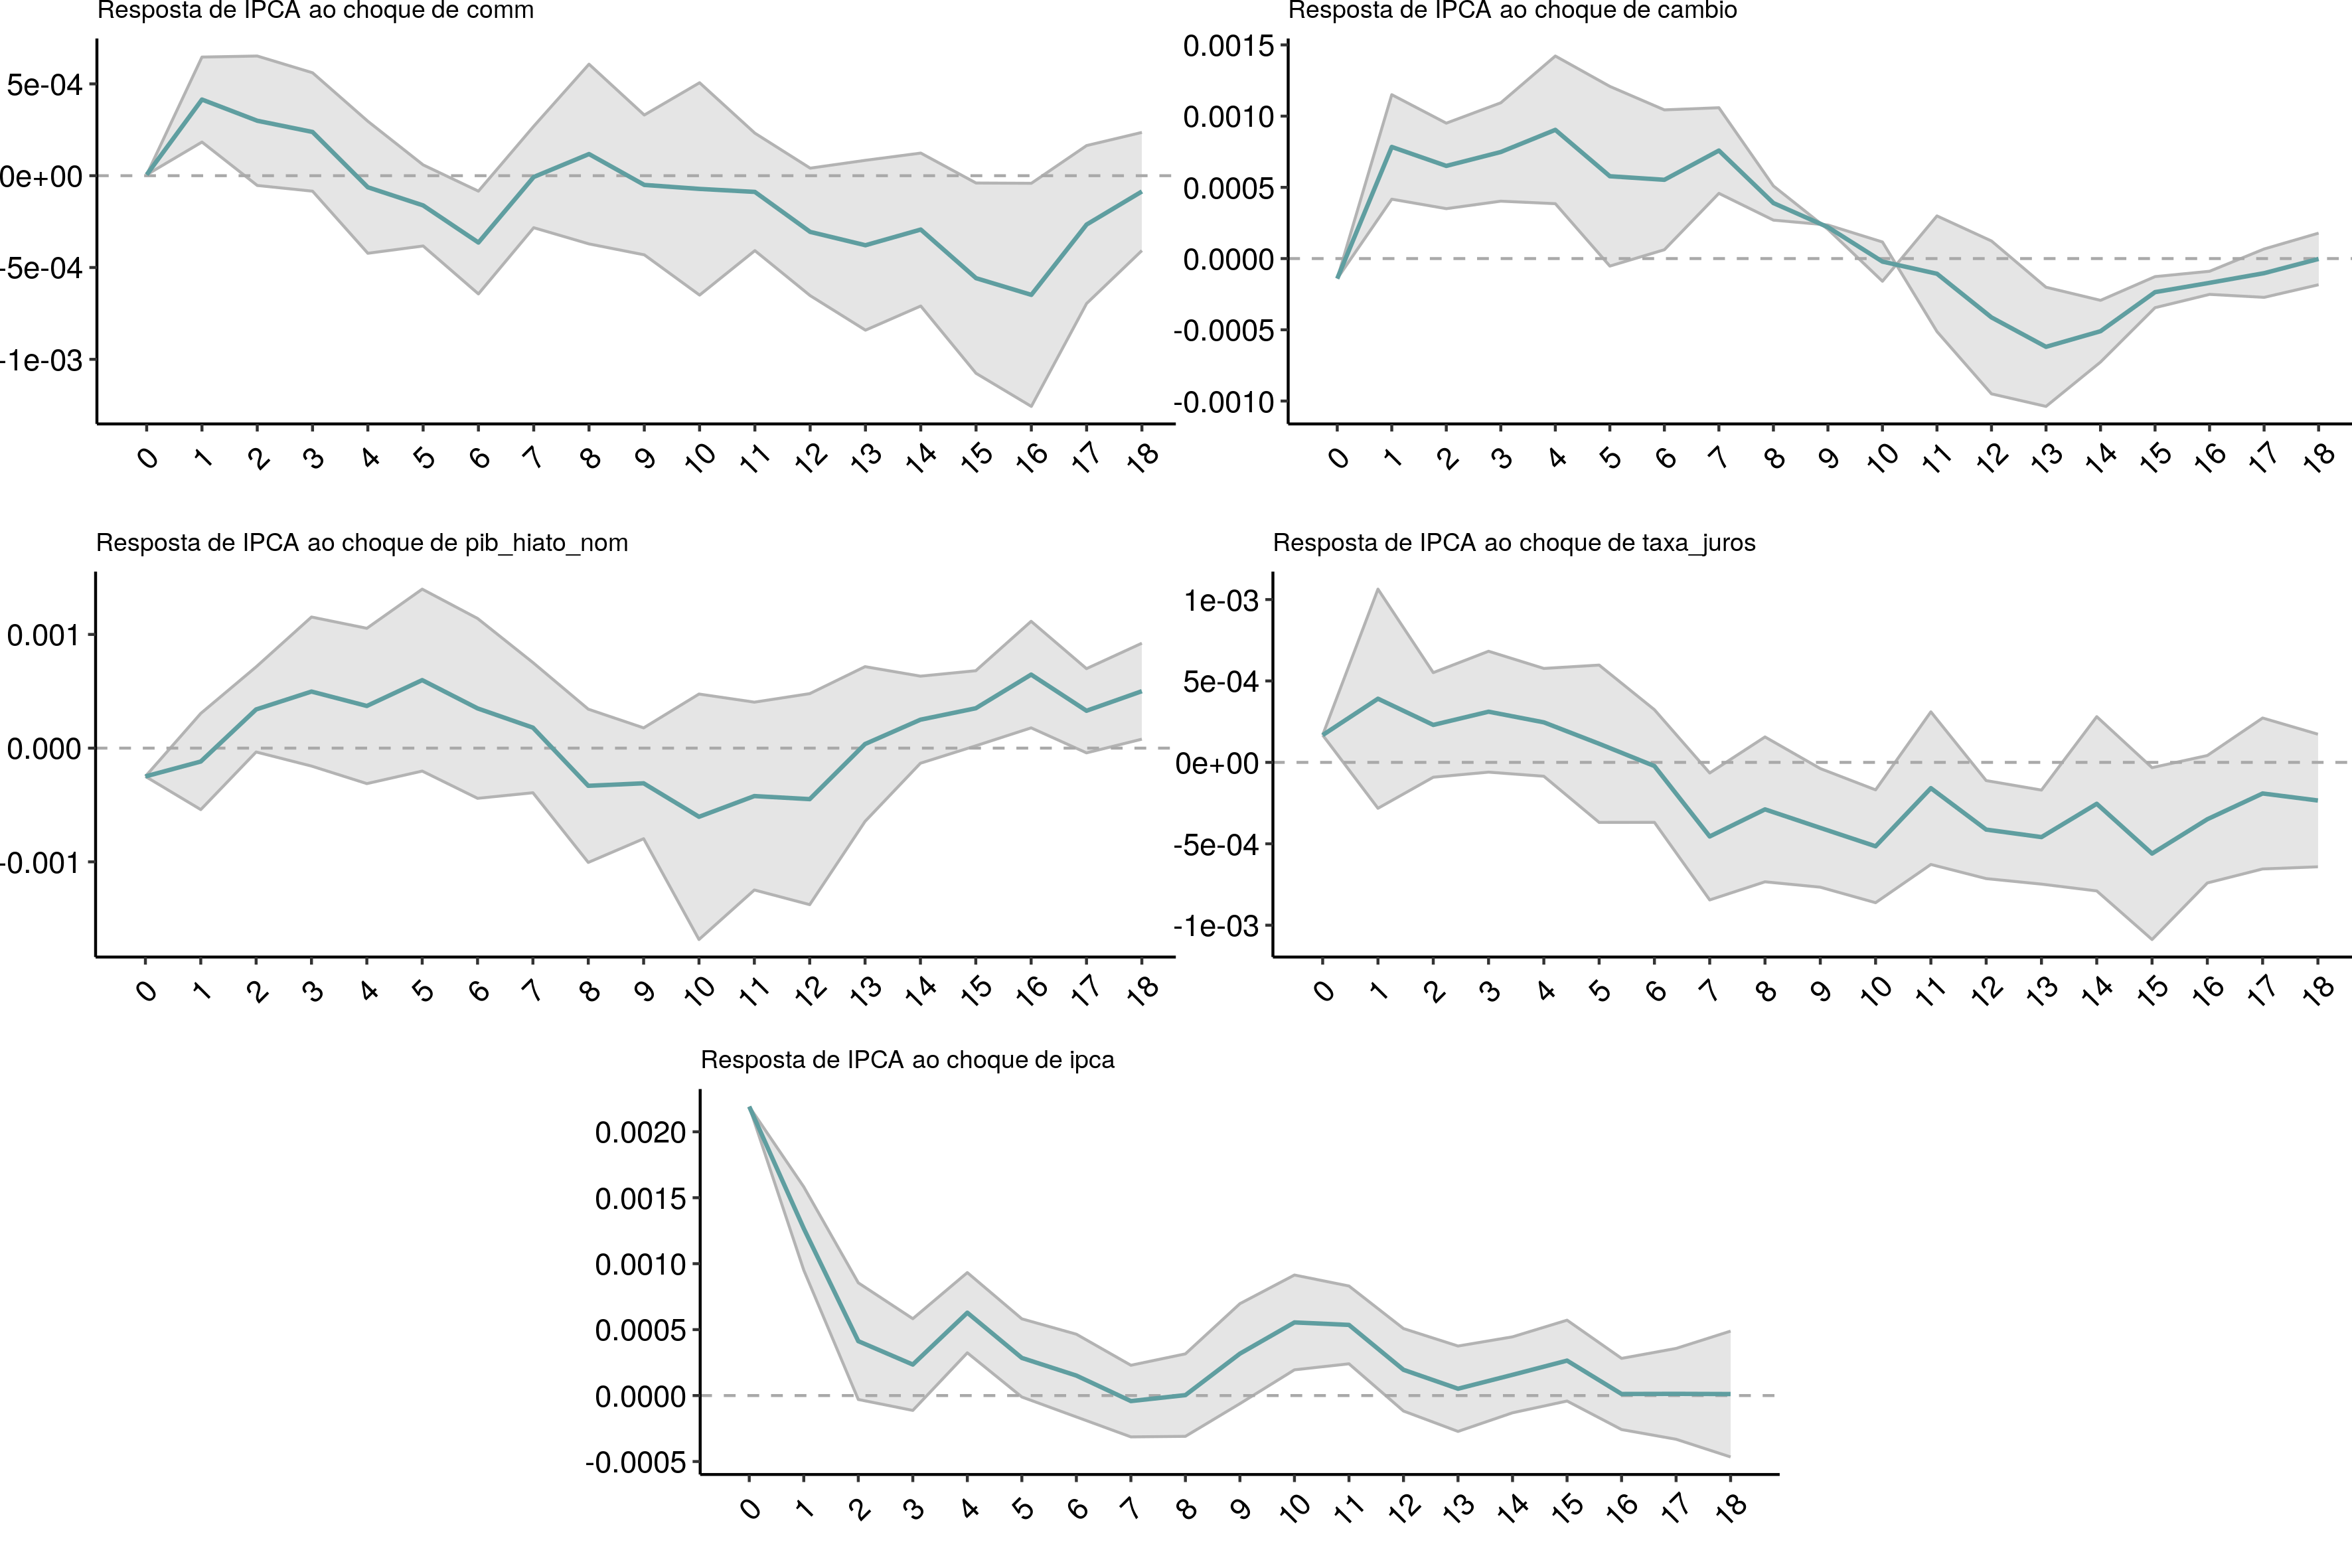 Resposta de IPCA ao choque de comm
5e-04
0e+00
-5e-04
-1e-03
0 1 2 3 4 5 6 7 8 9 10 11 12 13 14 15 16 17 18
Resposta de IPCA ao choque de cambio
0.0015
0.0010
0.0005
0.0000
-0.0005
-0.0010
0 1 2 3 4 5 6 7 8 9 10 11 12 13 14 15 16 17 18
Resposta de IPCA ao choque de pib_hiato_nom
0.001
0.000
-0.001
0 1 2 3 4 5 6 7 8 9 10 11 12 13 14 15 16 17 18
Resposta de IPCA ao choque de taxa_juros
1e-03
5e-04
0e+00
-5e-04
-1e-03
0 1 2 3 4 5 6 7 8 9 10 11 12 13 14 15 16 17 18
Resposta de IPCA ao choque de ipca
0.0020
0.0015
0.0010
0.0005
0.0000
-0.0005
0 1 2 3 4 5 6 7 8 9 10 11 12 13 14 15 16 17 18